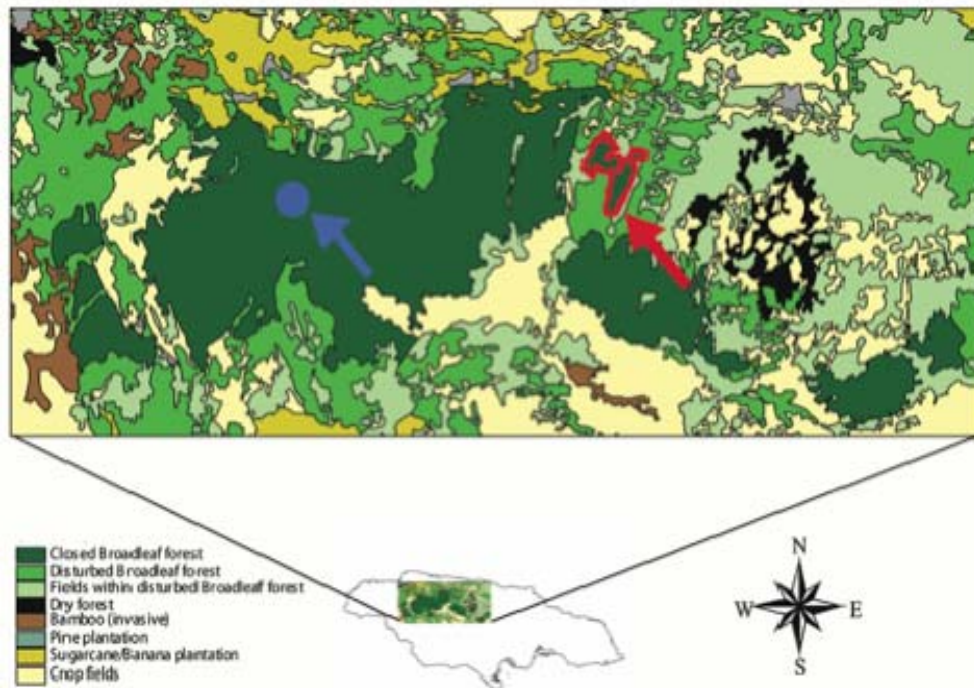 Closed Broadleaf forest
Disturbed Broadleaf forest
Fields within disturbed Broadleaf forest
Dry forest
Bamboo (invasive)
Pine plantation
Sugarcane/Banana plantation
Crop fields
N
W E
S